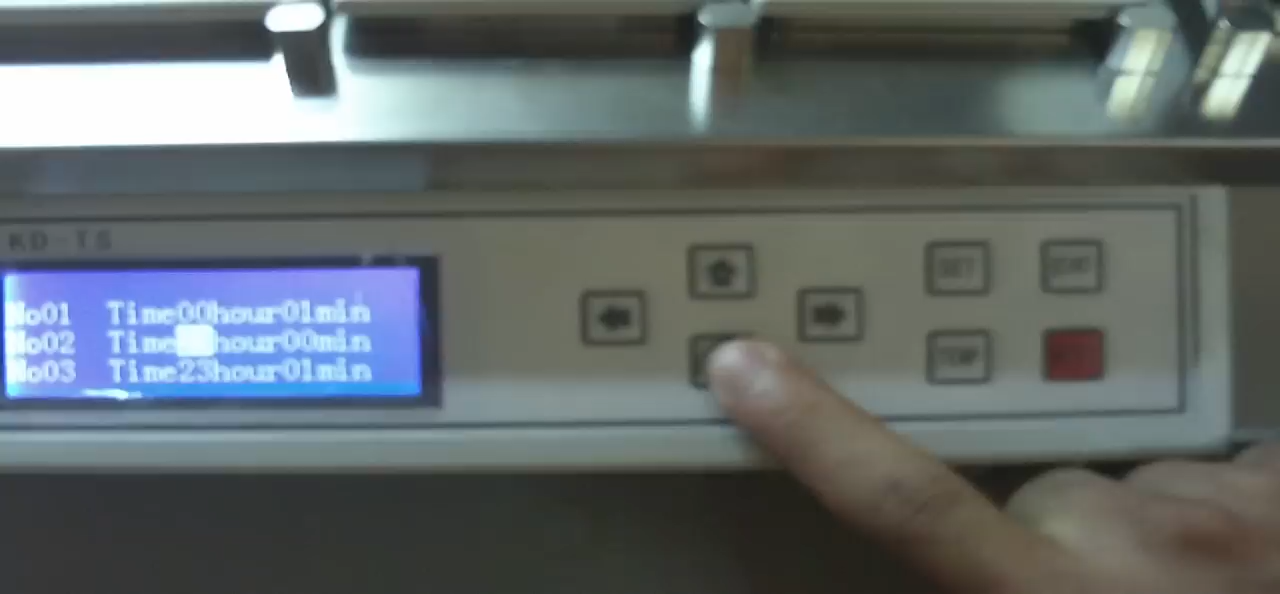 KD-TS
No01 Time00hour01min
No02 Time hour00min
No03 Time23hour01min
SET
TEMP